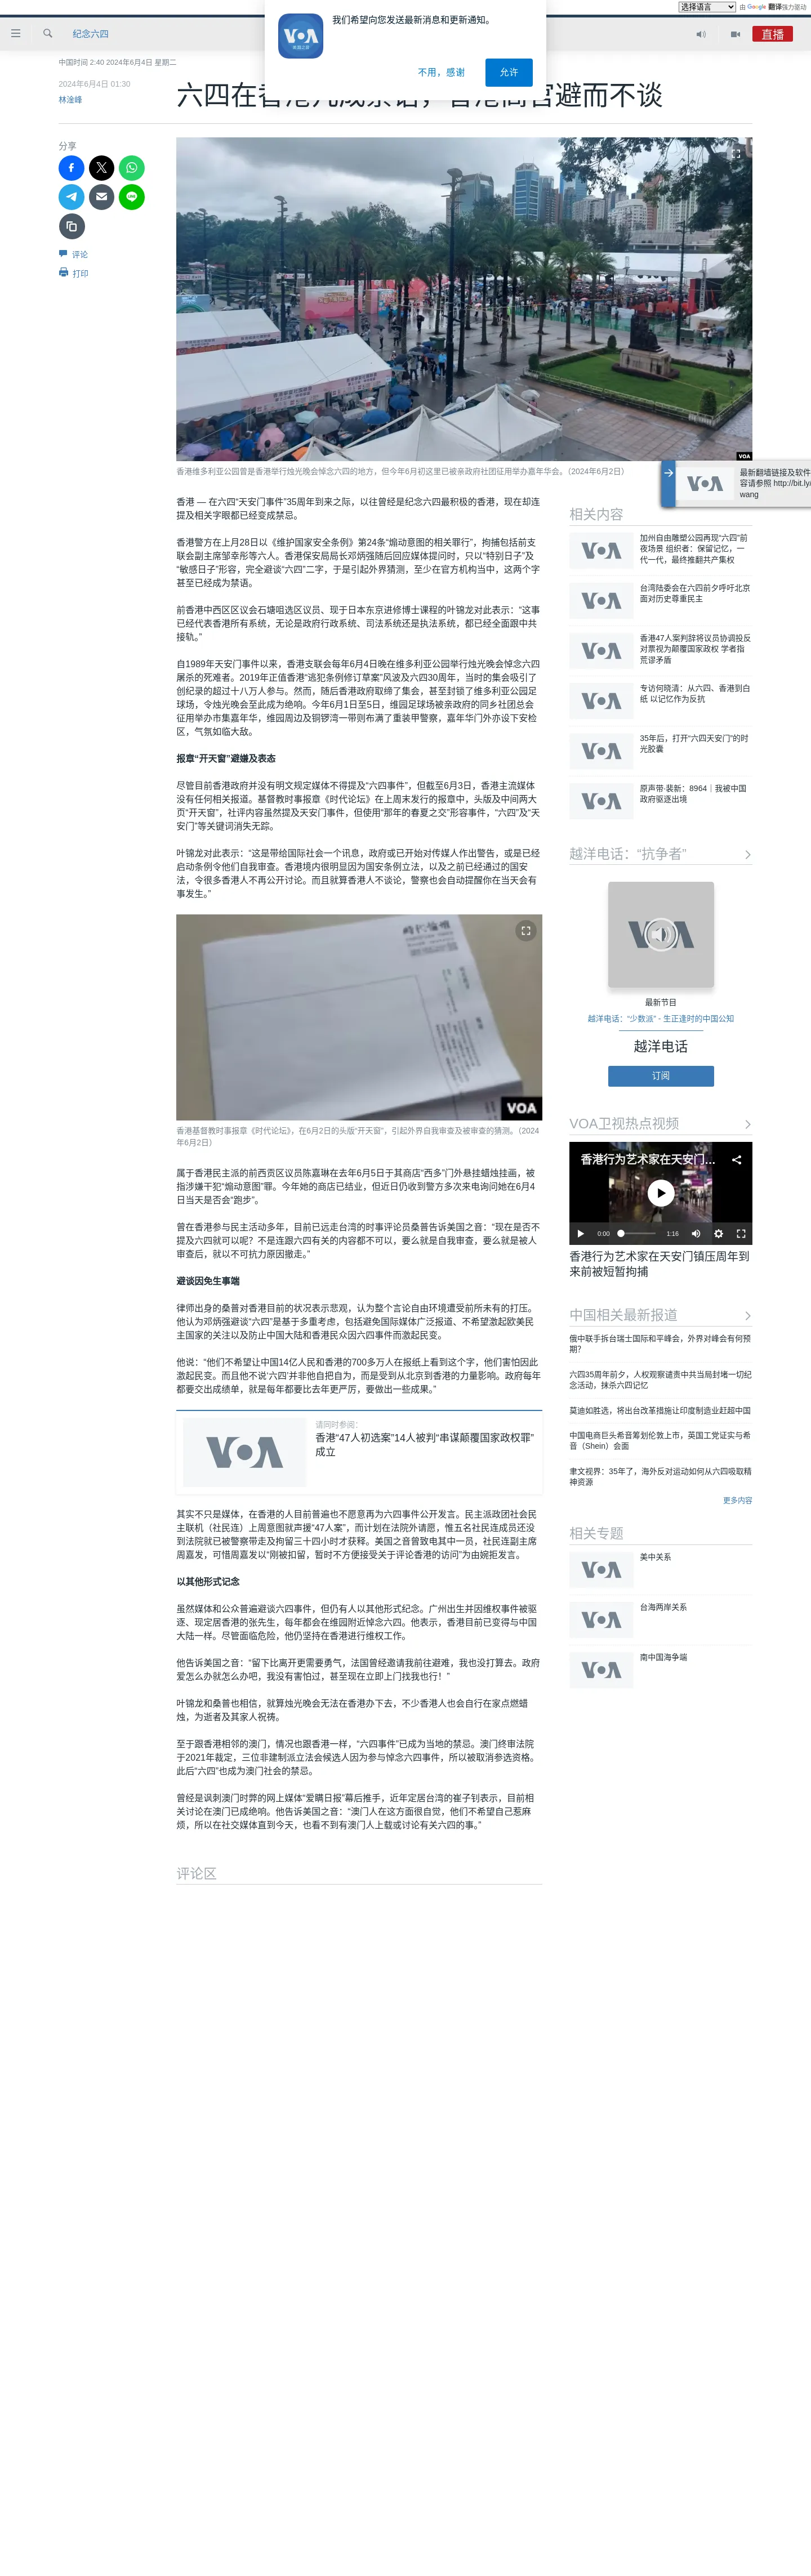 选择语言 由 Google 翻译强力驱动
我们希望向您发送最新消息和更新通知。
不用，感谢 允许
纪念六四
直播
中国时间 2:40 2024年6月4日 星期二
2024年6月4日 01:30
林淦峰
分享
评论
打印
VOA
香港维多利亚公园曾是香港举行烛光晚会悼念六四的地方，但今年6月初这里已被亲政府社团征用举办嘉年华会。（2024年6月2日）
最新翻墙链接及软件
容请参照 http://bit.ly/
wang
香港 — 在六四“天安门事件”35周年到来之际，以往曾经是纪念六四最积极的香港，现在却连
提及相关字眼都已经变成禁忌。
香港警方在上月28日以《维护国家安全条例》第24条“煽动意图的相关罪行”，拘捕包括前支
联会副主席邹幸彤等六人。香港保安局局长邓炳强随后回应媒体提问时，只以“特别日子”及
“敏感日子”形容，完全避谈“六四”二字，于是引起外界猜测，至少在官方机构当中，这两个字
甚至已经成为禁语。
前香港中西区区议会石塘咀选区议员、现于日本东京进修博士课程的叶锦龙对此表示：“这事
已经代表香港所有系统，无论是政府行政系统、司法系统还是执法系统，都已经全面跟中共
接轨。”
自1989年天安门事件以来，香港支联会每年6月4日晚在维多利亚公园举行烛光晚会悼念六四
屠杀的死难者。2019年正值香港“逃犯条例修订草案”风波及六四30周年，当时的集会吸引了
创纪录的超过十八万人参与。然而，随后香港政府取缔了集会，甚至封锁了维多利亚公园足
球场，令烛光晚会至此成为绝响。今年6月1日至5日，维园足球场被亲政府的同乡社团总会
征用举办市集嘉年华，维园周边及铜锣湾一带则布满了重装甲警察，嘉年华门外亦设下安检
区，气氛如临大敌。
报章“开天窗”避嫌及表态
尽管目前香港政府并没有明文规定媒体不得提及“六四事件”，但截至6月3日，香港主流媒体
没有任何相关报道。基督教时事报章《时代论坛》在上周末发行的报章中，头版及中间两大
页“开天窗”，社评内容虽然提及天安门事件，但使用“那年的春夏之交”形容事件，“六四”及“天
安门”等关键词消失无踪。
叶锦龙对此表示：“这是带给国际社会一个讯息，政府或已开始对传媒人作出警告，或是已经
启动条例令他们自我审查。香港境内很明显因为国安条例立法，以及之前已经通过的国安
法，令很多香港人不再公开讨论。而且就算香港人不谈论，警察也会自动提醒你在当天会有
事发生。”
VOA
香港基督教时事报章《时代论坛》，在6月2日的头版“开天窗”，引起外界自我审查及被审查的猜测。（2024
年6月2日）
属于香港民主派的前西贡区议员陈嘉琳在去年6月5日于其商店“西多”门外悬挂蜡烛挂画，被
指涉嫌干犯“煽动意图”罪。今年她的商店已结业，但近日仍收到警方多次来电询问她在6月4
日当天是否会“跑步”。
曾在香港参与民主活动多年，目前已远走台湾的时事评论员桑普告诉美国之音：“现在是否不
提及六四就可以呢？不是连跟六四有关的内容都不可以，要么就是自我审查，要么就是被人
审查后，就以不可抗力原因撤走。”
避谈因免生事端
律师出身的桑普对香港目前的状况表示悲观，认为整个言论自由环境遭受前所未有的打压。
他认为邓炳强避谈“六四”是基于多重考虑，包括避免国际媒体广泛报道、不希望激起欧美民
主国家的关注以及防止中国大陆和香港民众因六四事件而激起民变。
他说：“他们不希望让中国14亿人民和香港的700多万人在报纸上看到这个字，他们害怕因此
激起民变。而且他不说‘六四’并非他自把自为，而是受到从北京到香港的力量影响。政府每年
都要交出成绩单，就是每年都要比去年更严厉，要做出一些成果。”
VOA
请同时参阅：
香港“47人初选案”14人被判“串谋颠覆国家政权罪”
成立
其实不只是媒体，在香港的人目前普遍也不愿意再为六四事件公开发言。民主派政团社会民
主联机（社民连）上周意图就声援“47人案”，而计划在法院外请愿，惟五名社民连成员还没
到法院就已被警察带走及拘留三十四小时才获释。美国之音曾致电其中一员，社民连副主席
周嘉发，可惜周嘉发以“刚被扣留，暂时不方便接受关于评论香港的访问”为由婉拒发言。
以其他形式记念
虽然媒体和公众普遍避谈六四事件，但仍有人以其他形式纪念。广州出生并因维权事件被驱
逐、现定居香港的张先生，每年都会在维园附近悼念六四。他表示，香港目前已变得与中国
大陆一样。尽管面临危险，他仍坚持在香港进行维权工作。
他告诉美国之音：“留下比离开更需要勇气，法国曾经邀请我前往避难，我也没打算去。政府
爱怎么办就怎么办吧，我没有害怕过，甚至现在立即上门找我也行！”
叶锦龙和桑普也相信，就算烛光晚会无法在香港办下去，不少香港人也会自行在家点燃蜡
烛，为逝者及其家人祝祷。
至于跟香港相邻的澳门，情况也跟香港一样，“六四事件”已成为当地的禁忌。澳门终审法院
于2021年裁定，三位非建制派立法会候选人因为参与悼念六四事件，所以被取消参选资格。
此后“六四”也成为澳门社会的禁忌。
曾经是讽刺澳门时弊的网上媒体“爱瞒日报”幕后推手，近年定居台湾的崔子钊表示，目前相
关讨论在澳门已成绝响。他告诉美国之音：“澳门人在这方面很自觉，他们不希望自己惹麻
烦，所以在社交媒体直到今天，也看不到有澳门人上载或讨论有关六四的事。”
评论区
相关内容
加州自由雕塑公园再现“六四”前
夜场景 组织者：保留记忆，一
代一代，最终推翻共产集权
台湾陆委会在六四前夕呼吁北京
面对历史尊重民主
香港47人案判辞将议员协调投反
对票视为颠覆国家政权 学者指
荒谬矛盾
专访何晓清：从六四、香港到白
纸 以记忆作为反抗
35年后，打开“六四天安门”的时
光胶囊
原声带·裴新：8964｜我被中国
政府驱逐出境
越洋电话：“抗争者”
最新节目
越洋电话：“少数派” - 生正逢时的中国公知
越洋电话
订阅
VOA卫视热点视频
香港行为艺术家在天安门…
0:00 1:16
香港行为艺术家在天安门镇压周年到
来前被短暂拘捕
中国相关最新报道
俄中联手拆台瑞士国际和平峰会，外界对峰会有何预
期？
六四35周年前夕，人权观察谴责中共当局封堵一切纪
念活动，抹杀六四记忆
莫迪如胜选，将出台改革措施让印度制造业赶超中国
中国电商巨头希音筹划伦敦上市，英国工党证实与希
音（Shein）会面
聿文视界：35年了，海外反对运动如何从六四吸取精
神资源
更多内容
相关专题
美中关系
台海两岸关系
南中国海争端